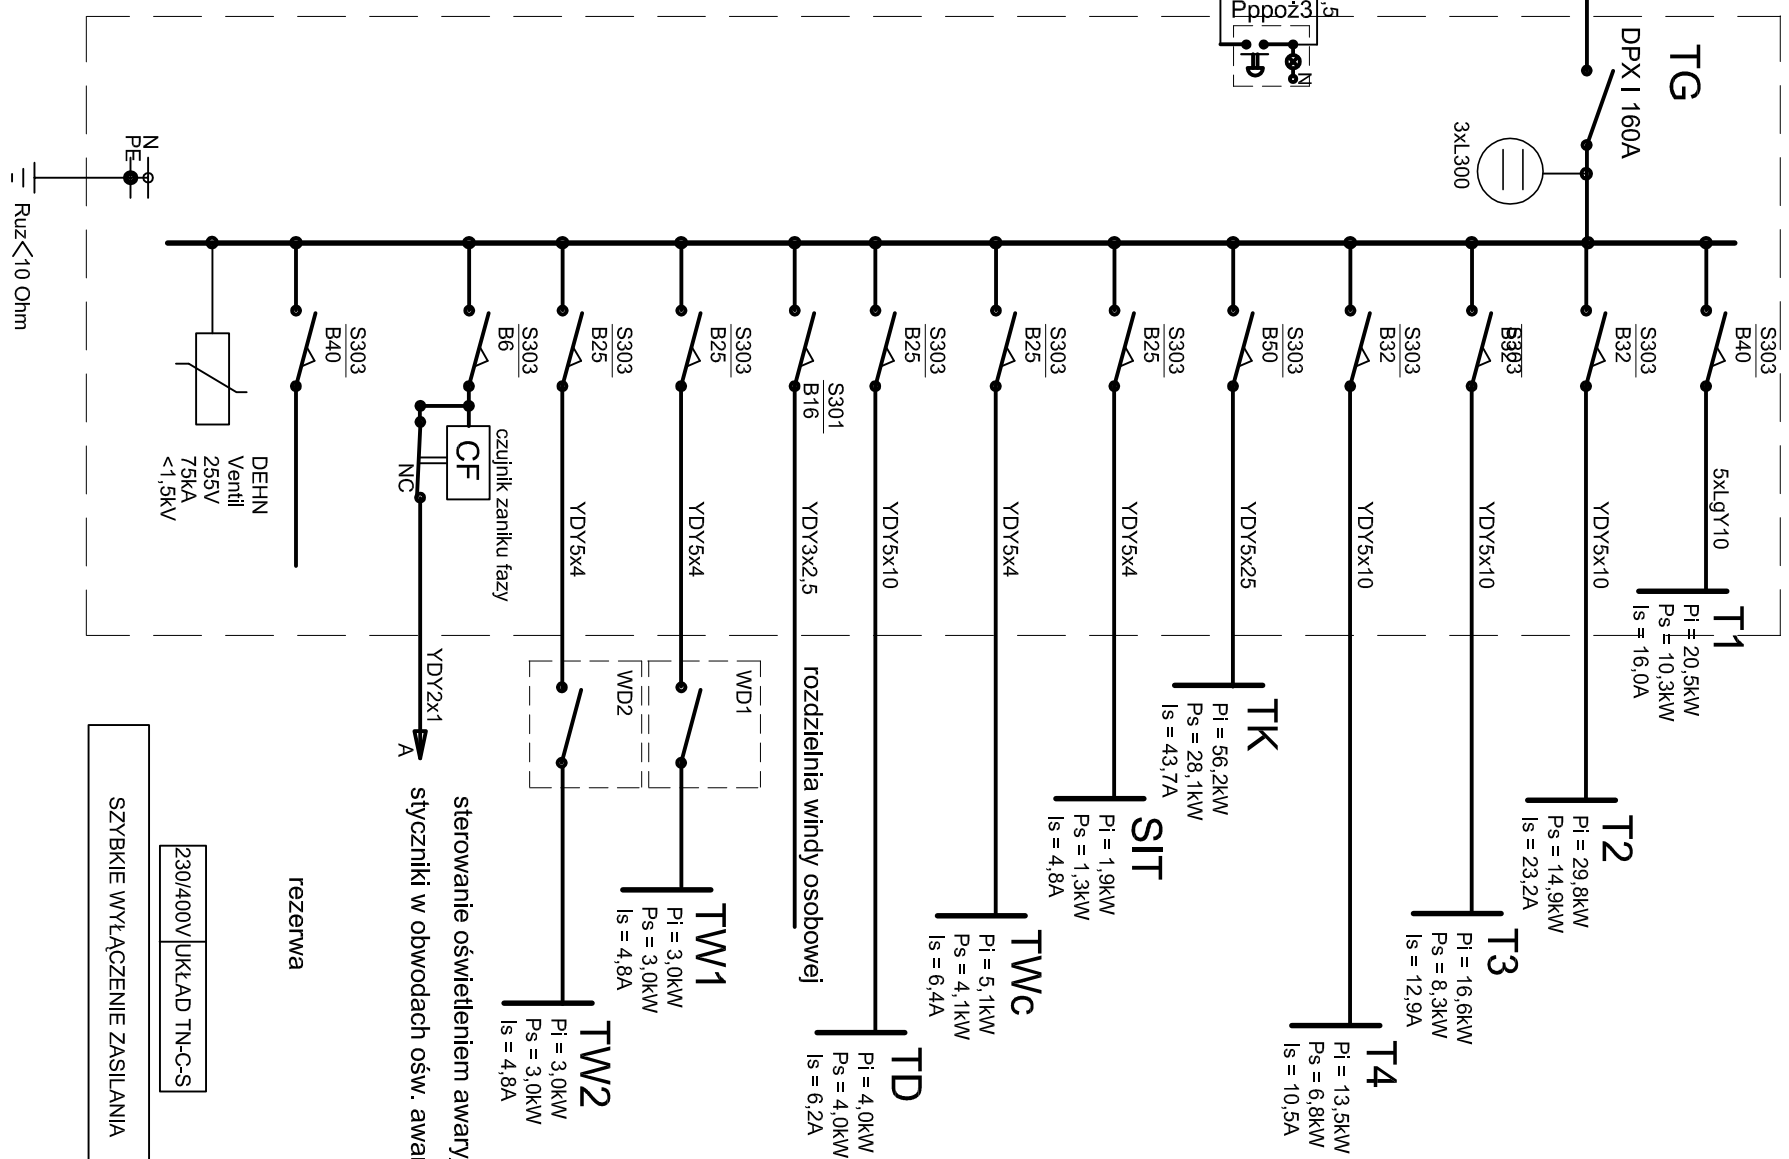 Pppoż3
,5
N
TG
DPX I 160A
3xL300
N
PE
Ruz<10 Ohm
S303
B40
S303
B32
S303
S303
B32
S303
B50
S303
B25
S303
B25
S303
B25
S301
B16
S303
B25
S303
B25
S303
B6
S303
B40
5xLgY10
YDY5x10
YDY5x10
YDY5x10
YDY5x25
YDY5x4
YDY5x4
YDY5x10
YDY3x2,5
YDY5x4
YDY5x4
czujnik zaniku fazy
CF
NC
DEHN
Ventil
255V
75kA
<1,5kV
T1
Pi = 20,5kW
Ps = 10,3kW
Is = 16,0A
T2
Pi = 29,8kW
Ps = 14,9kW
Is = 23,2A
T3
Pi = 16,6kW
Ps = 8,3kW
Is = 12,9A
T4
Pi = 13,5kW
Ps = 6,8kW
Is = 10,5A
TK
Pi = 56,2kW
Ps = 28,1kW
Is = 43,7A
SIT
Pi = 1,9kW
Ps = 1,3kW
Is = 4,8A
TWc
Pi = 5,1kW
Ps = 4,1kW
Is = 6,4A
TD
Pi = 4,0kW
Ps = 4,0kW
Is = 6,2A
rozdzielnia windy osobowej
WD1
TW1
Pi = 3,0kW
Ps = 3,0kW
Is = 4,8A
WD2
TW2
Pi = 3,0kW
Ps = 3,0kW
Is = 4,8A
YDY2x1
A
sterowanie oświetleniem awary
styczniki w obwodach ośw. awar
rezerwa
230/400V UKŁAD TN-C-S
SZYBKIE WYŁĄCZENIE ZASILANIA